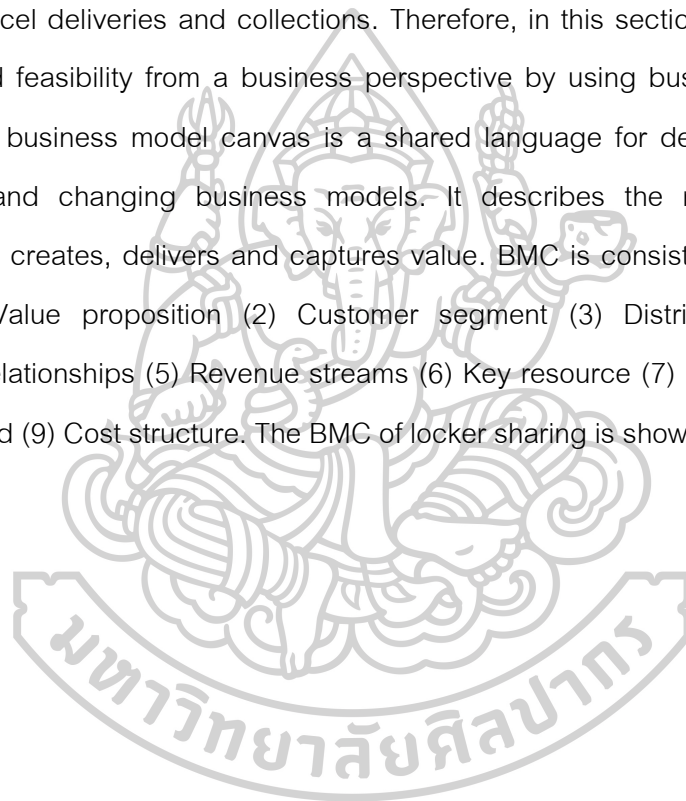 cel deliveries and collections. Therefore, in this sectio
feasibility from a business perspective by using bus
business model canvas is a shared language for de
and changing business models. It describes the
creates, delivers and captures value. BMC is consist
Value proposition (2) Customer segment (3) Distri
elationships (5) Revenue streams (6) Key resource (7)
d (9) Cost structure. The BMC of locker sharing is show
มหาวิทยาลัยศิลปากร